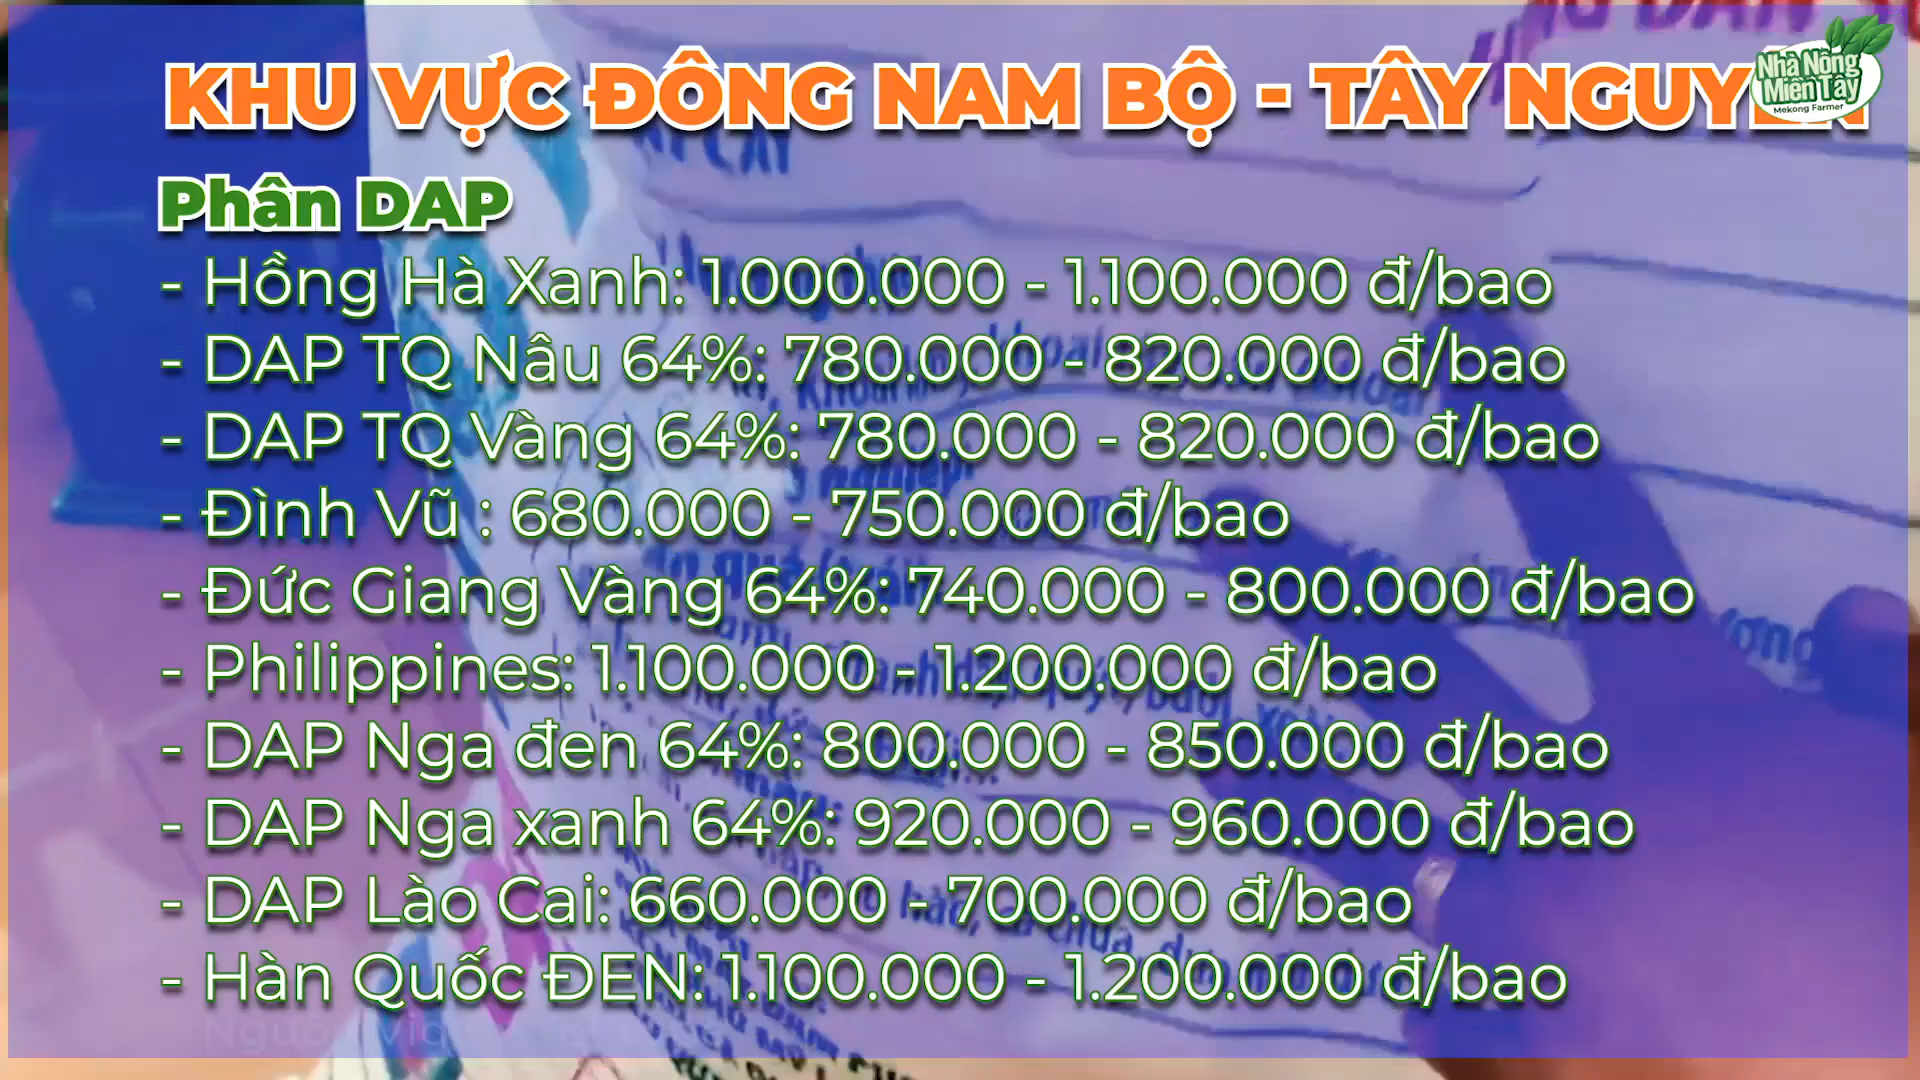 KHU VỰC ĐÔNG NAM BỘ - TÂY NGUYÊN
Nhà Nông
Miền Tây
Mekong Farmer
Phân DAP
- Hồng Hà Xanh: 1.000.000 - 1.100.000 đ/bao
- DAP TQ Nâu 64%: 780.000 - 820.000 đ/bao
- DAP TQ Vàng 64%: 780.000 - 820.000 đ/bao
- Đình Vũ : 680.000 - 750.000 đ/bao
- Đức Giang Vàng 64%: 740.000 - 800.000 đ/bao
- Philippines: 1.100.000 - 1.200.000 đ/bao
- DAP Nga đen 64%: 800.000 - 850.000 đ/bao
- DAP Nga xanh 64%: 920.000 - 960.000 đ/bao
- DAP Lào Cai: 660.000 - 700.000 đ/bao
- Hàn Quốc ĐEN: 1.100.000 - 1.200.000 đ/bao